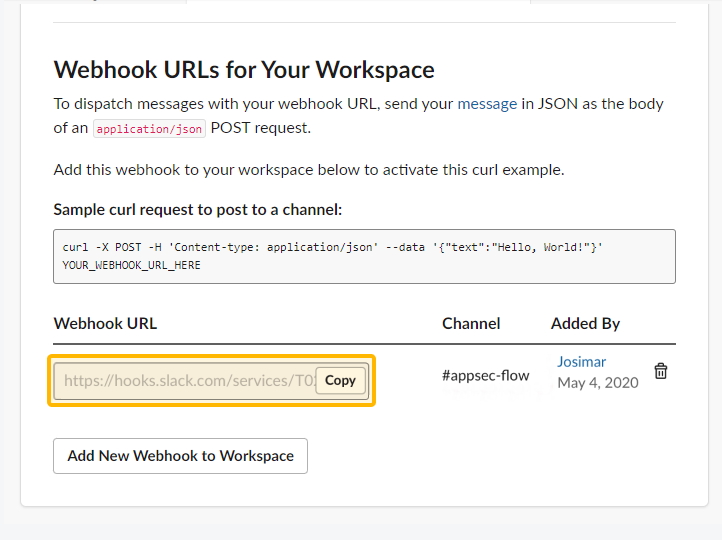 Webhook URLs for Your Workspace
To dispatch messages with your webhook URL, send your message in JSON as the body
of an application/json POST request.
Add this webhook to your workspace below to activate this curl example.
Sample curl request to post to a channel:
curl -X POST -H 'Content-type: application/json' --data '{"text":"Hello, World!"}'
YOUR_WEBHOOK_URL_HERE
Webhook URL Channel Added By
https://hooks.slack.com/services/T02 Copy #appsec-flow Josimar
May 4, 2020
Add New Webhook to Workspace